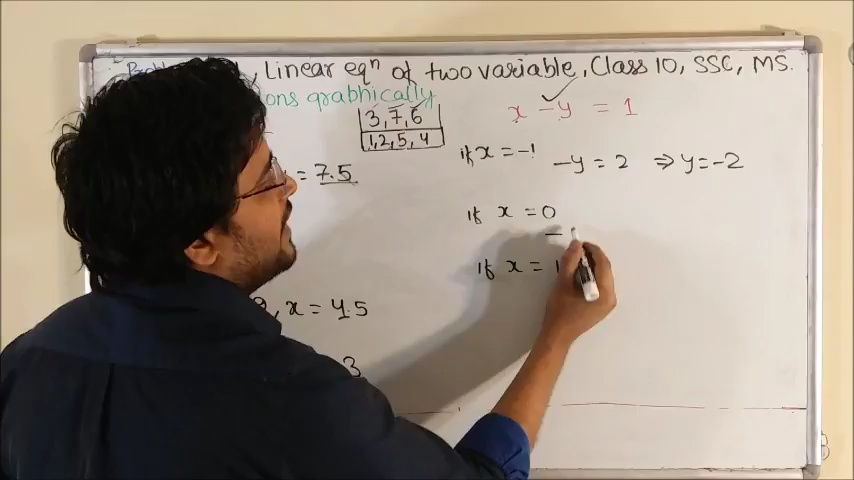 , Linear eqⁿ of two variable, Class 10, SSC, MS.
ons graphically
3, 7, 6
1, 2, 5, 4
x - y = 1
= 7.5
if x = -1 -y = 2 ⇒ y = -2
if x = 0
-
if x = 1
, x = 4.5
3